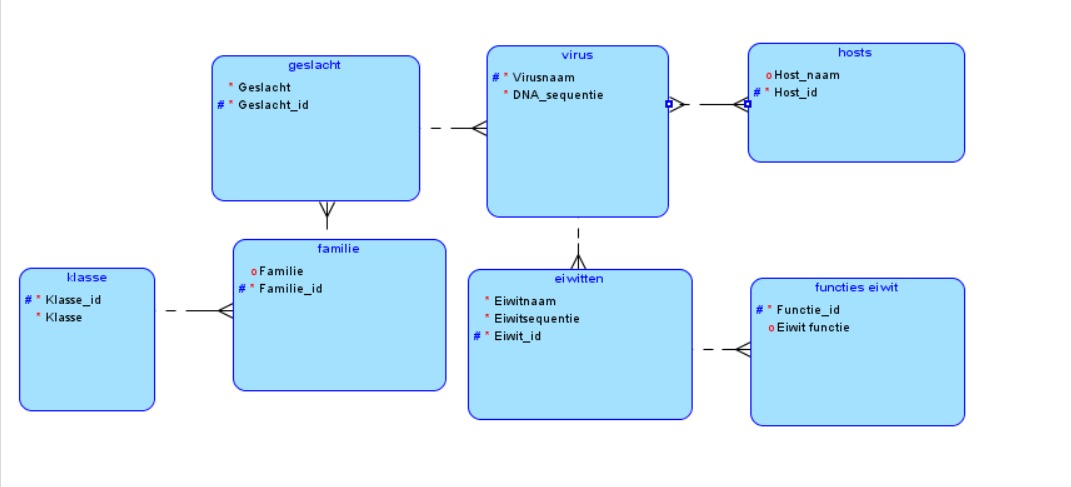 geslacht
* Geslacht
# * Geslacht_id
virus
# * Virusnaam
* DNA_sequentie
hosts
o Host_naam
# * Host_id
klasse
# * Klasse_id
* Klasse
familie
o Familie
# * Familie_id
eiwitten
* Eiwitnaam
* Eiwitsequentie
# * Eiwit_id
functies eiwit
# * Functie_id
o Eiwit functie